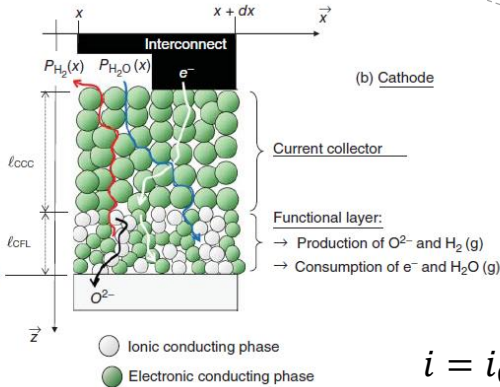 x
x + dx
x
Interconnect
P_H₂(x)
P_H₂O(x)
e⁻
(b) Cathode
ℓ_CCC
Current collector
ℓ_CFL
Functional layer:
→ Production of O²⁻ and H₂ (g)
→ Consumption of e⁻ and H₂O (g)
O²⁻
z
Ionic conducting phase
Electronic conducting phase
i = i